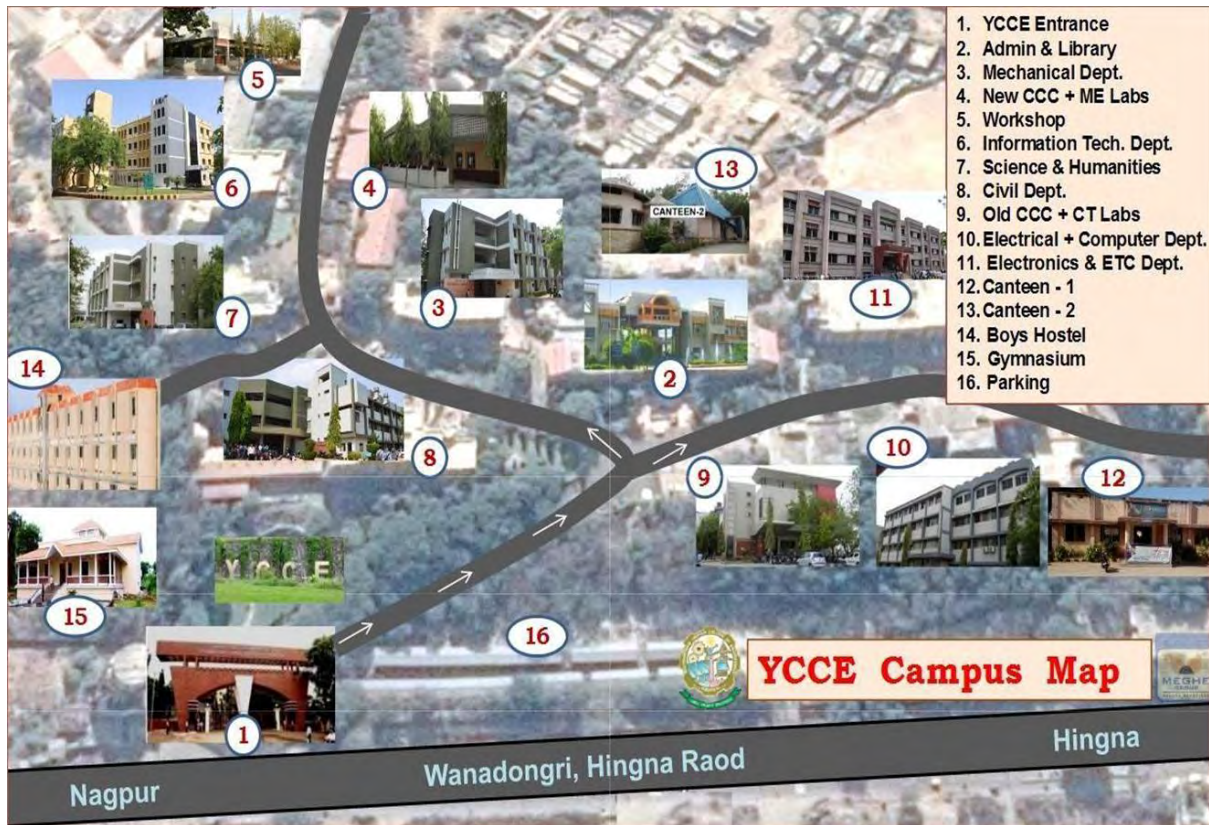 1. YCCE Entrance
2. Admin & Library
3. Mechanical Dept.
4. New CCC + ME Labs
5. Workshop
6. Information Tech. Dept.
7. Science & Humanities
8. Civil Dept.
9. Old CCC + CT Labs
10. Electrical + Computer Dept.
11. Electronics & ETC Dept.
12. Canteen - 1
13. Canteen - 2
14. Boys Hostel
15. Gymnasium
16. Parking
5
6
4
13
CANTEEN-2
7
3
11
14
2
8
9
10
12
15
YCCE
16
1
YCCE Campus Map
MEGHE
Nagpur
Wanadongri, Hingna Raod
Hingna